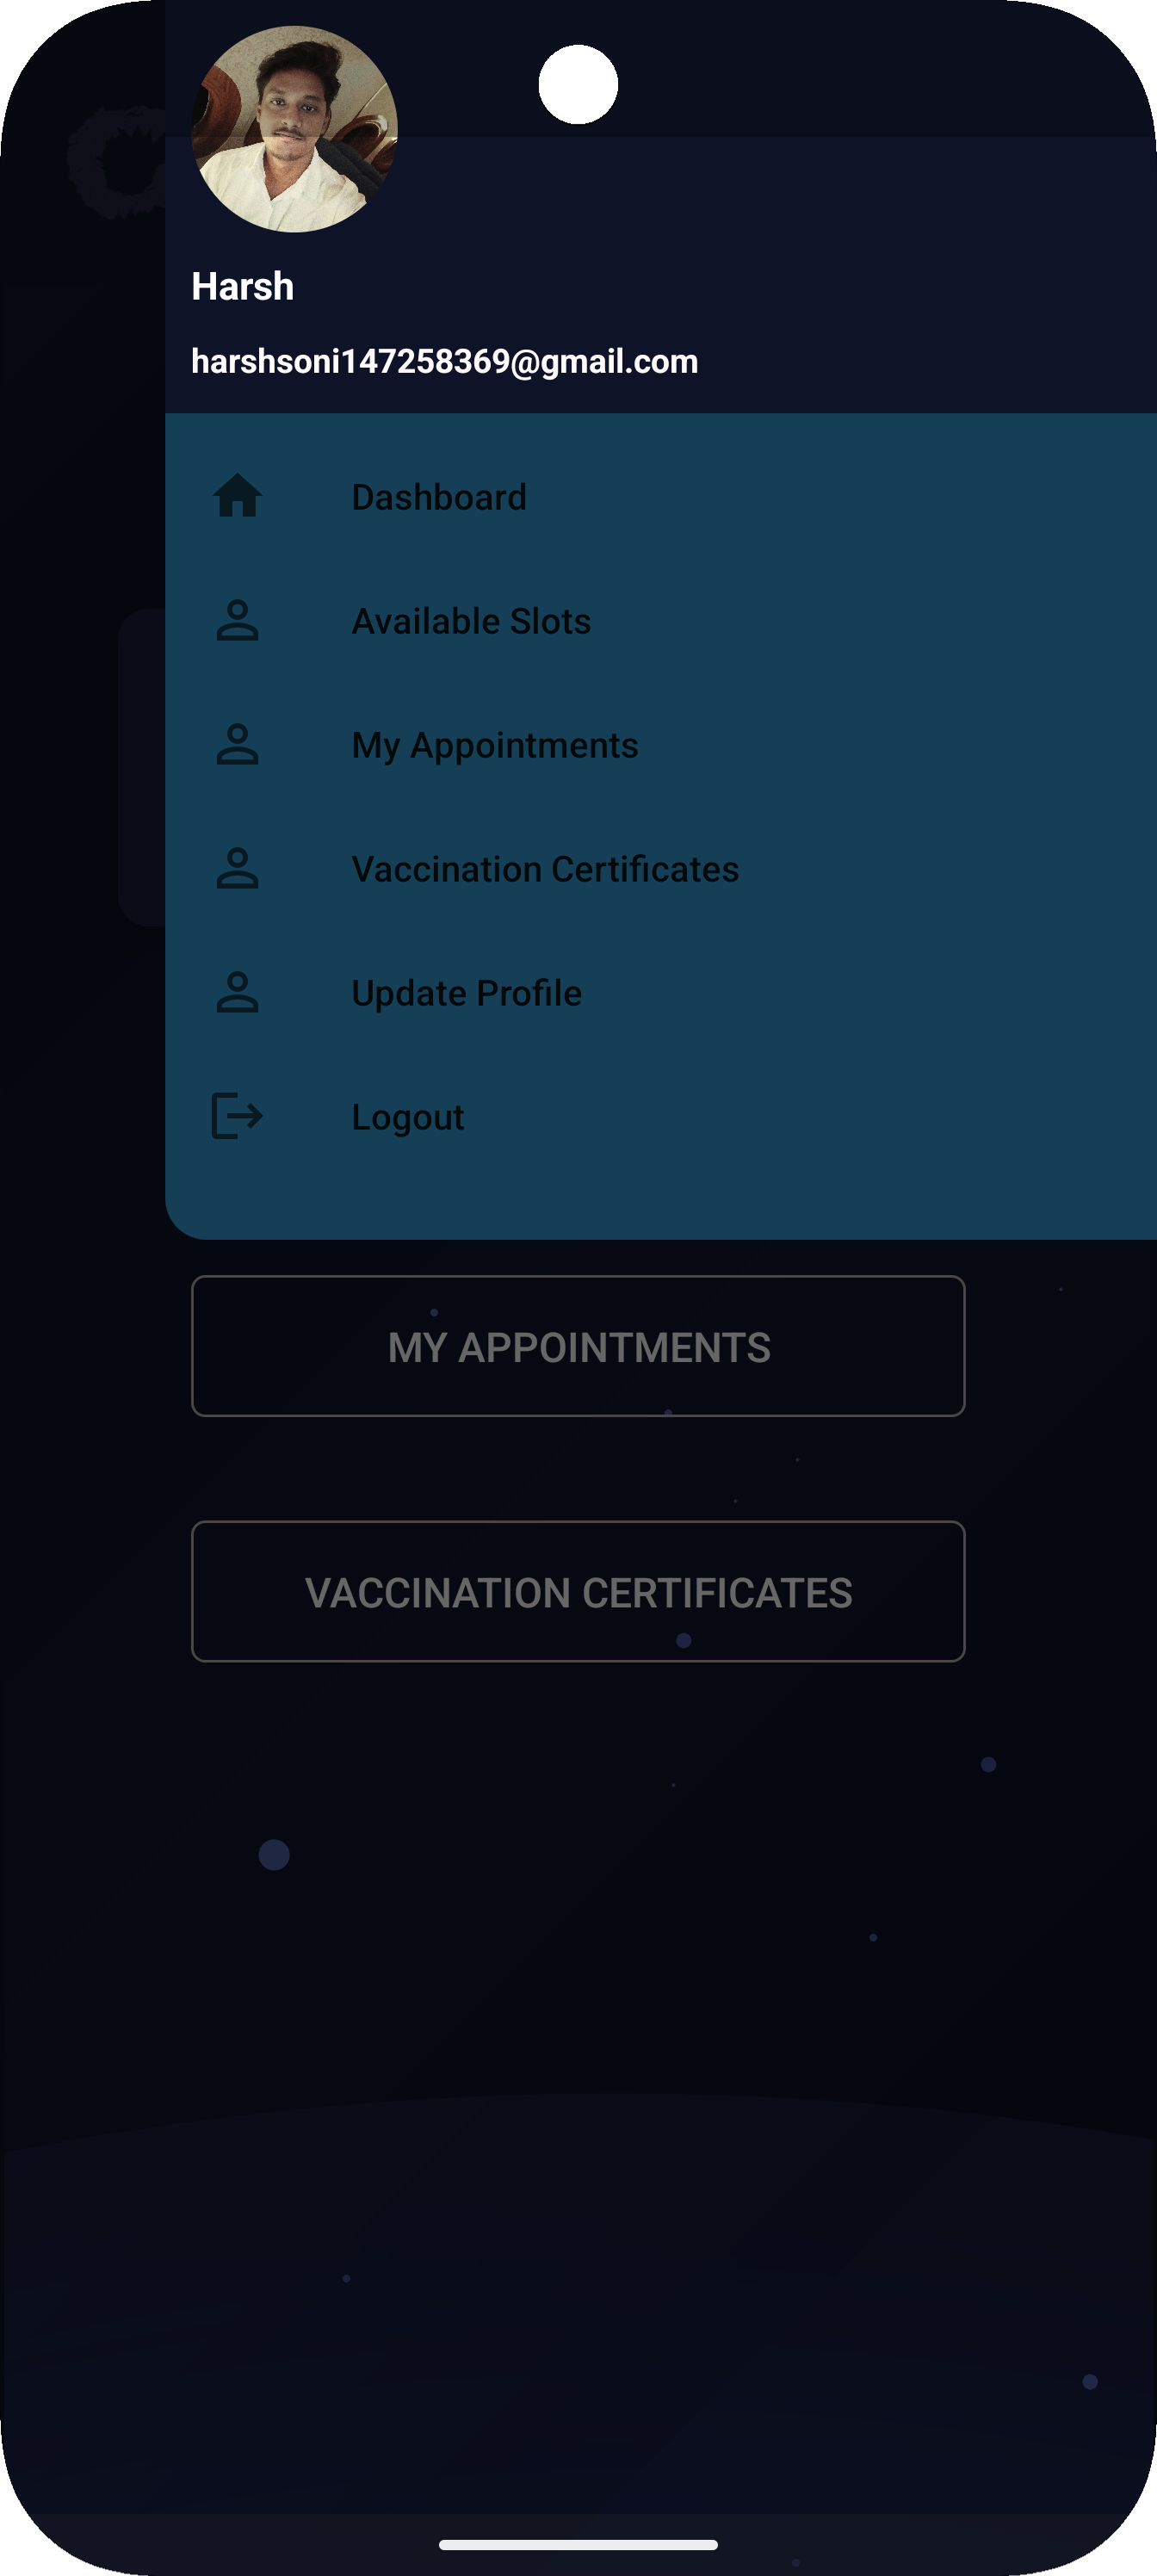 Harsh
harshsoni147258369@gmail.com
Dashboard
Available Slots
My Appointments
Vaccination Certificates
Update Profile
Logout
MY APPOINTMENTS
VACCINATION CERTIFICATES